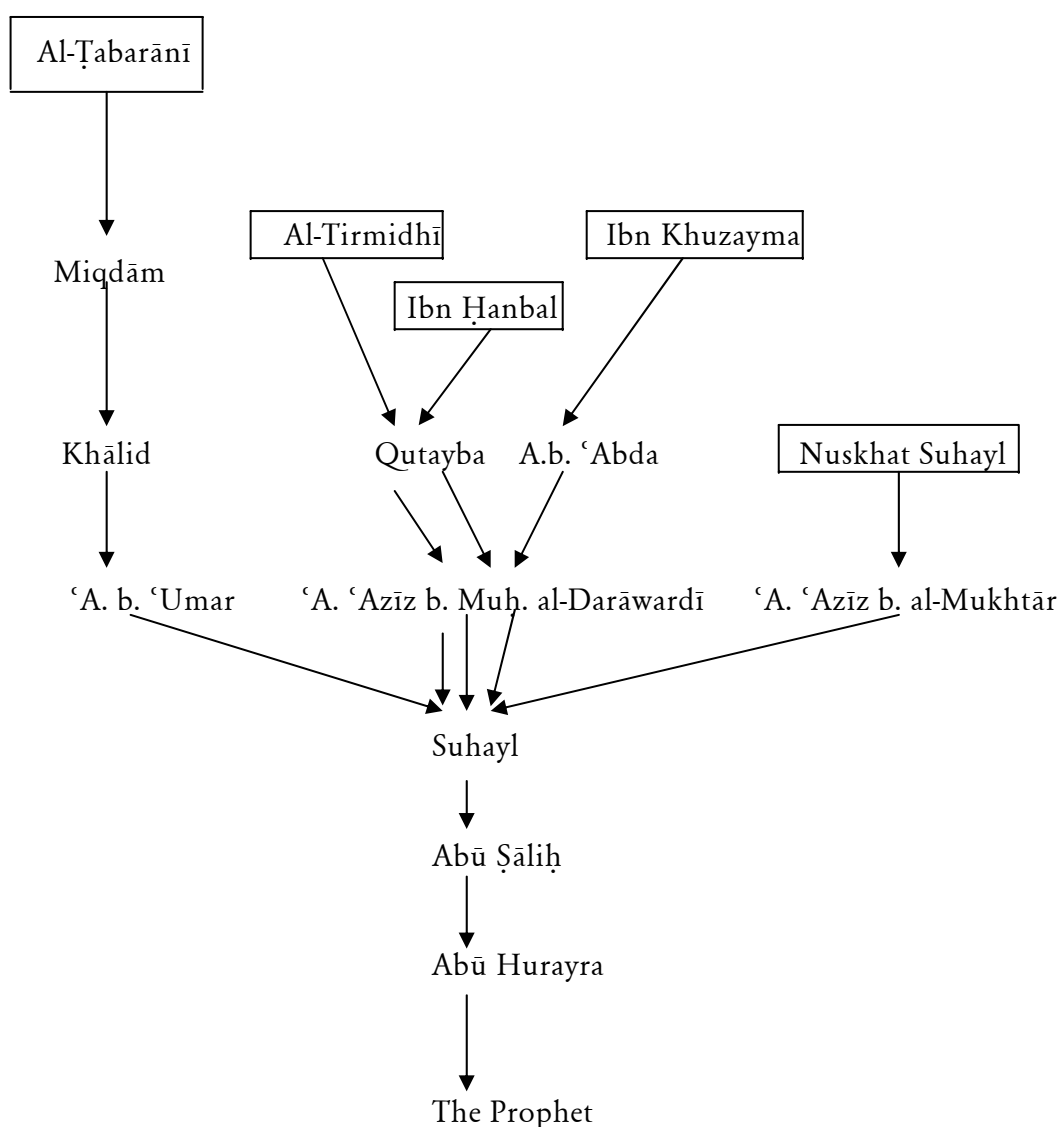 Al-Ṭabarānī
Al-Tirmidhī
Ibn Khuzayma
Miqdām
Ibn Ḥanbal
Khālid
Qutayba
A.b. ʿAbda
Nuskhat Suhayl
ʿA. b. ʿUmar
ʿA. ʿAzīz b. Muḥ. al-Darāwardī
ʿA. ʿAzīz b. al-Mukhtār
Suhayl
Abū Ṣāliḥ
Abū Hurayra
The Prophet